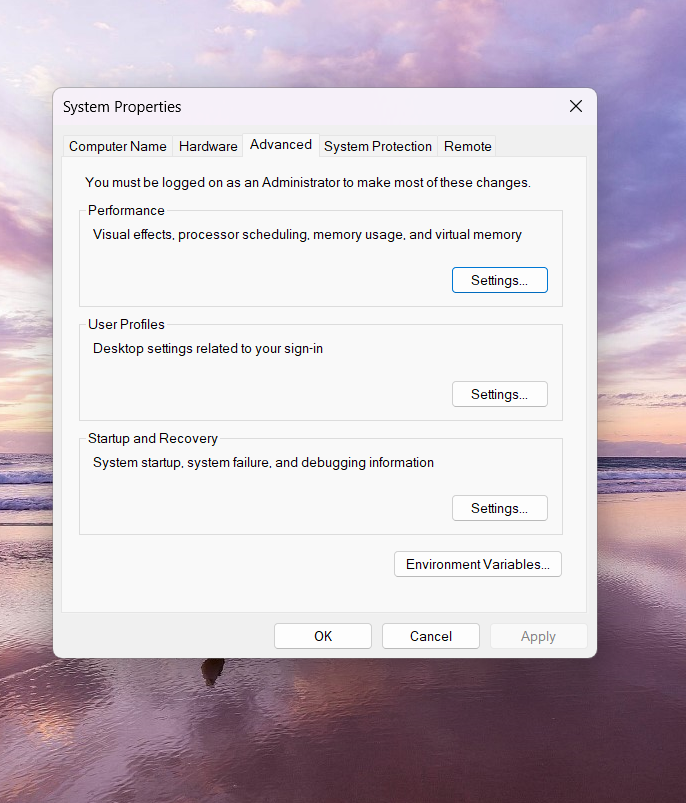 System Properties
Computer Name
Hardware
Advanced
System Protection
Remote
You must be logged on as an Administrator to make most of these changes.
Performance
Visual effects, processor scheduling, memory usage, and virtual memory
Settings...
User Profiles
Desktop settings related to your sign-in
Settings...
Startup and Recovery
System startup, system failure, and debugging information
Settings...
Environment Variables...
OK
Cancel
Apply